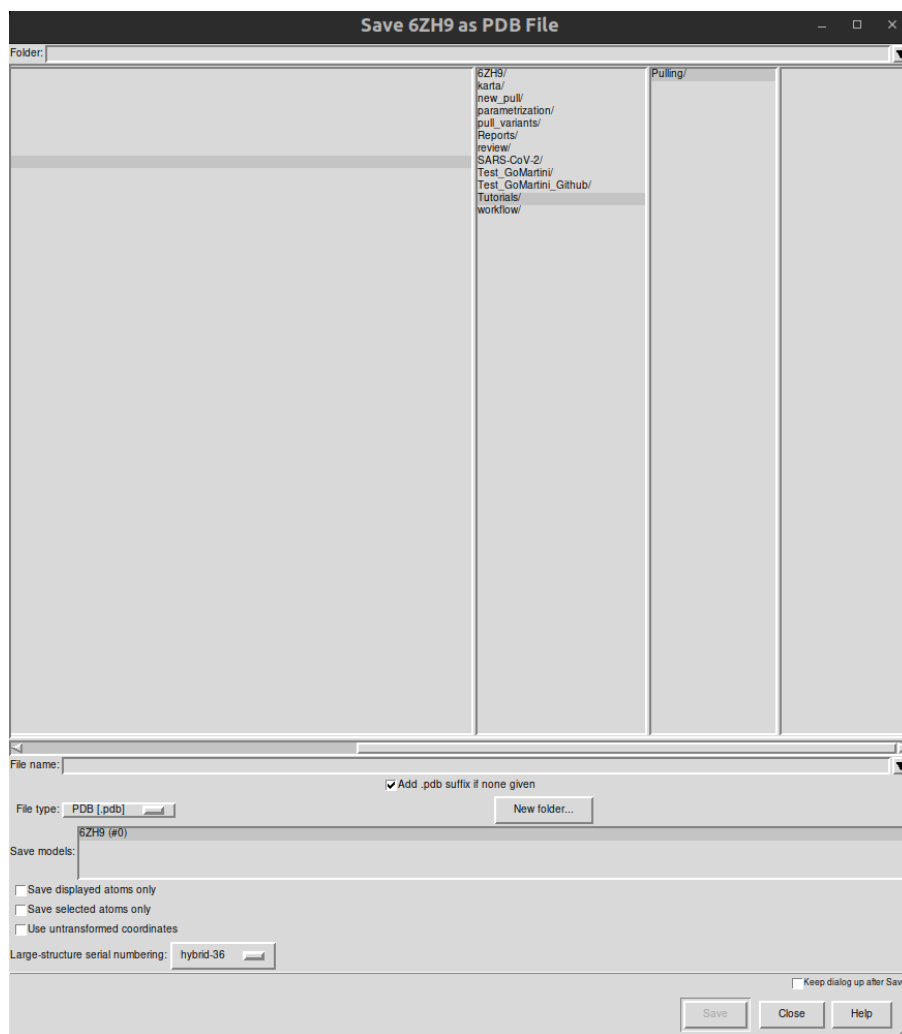 Save 6ZH9 as PDB File
Folder:
6ZH9/
karta/
new_pull/
parametrization/
pull_variants/
Reports/
review/
SARS-CoV-2/
Test_GoMartini/
Test_GoMartini_Github/
Tutorials/
workflow/
Pulling/
File name:
Add .pdb suffix if none given
File type: PDB [.pdb]
New folder...
6ZH9 (#0)
Save models:
Save displayed atoms only
Save selected atoms only
Use untransformed coordinates
Large-structure serial numbering: hybrid-36
Keep dialog up after Sav
Save Close Help